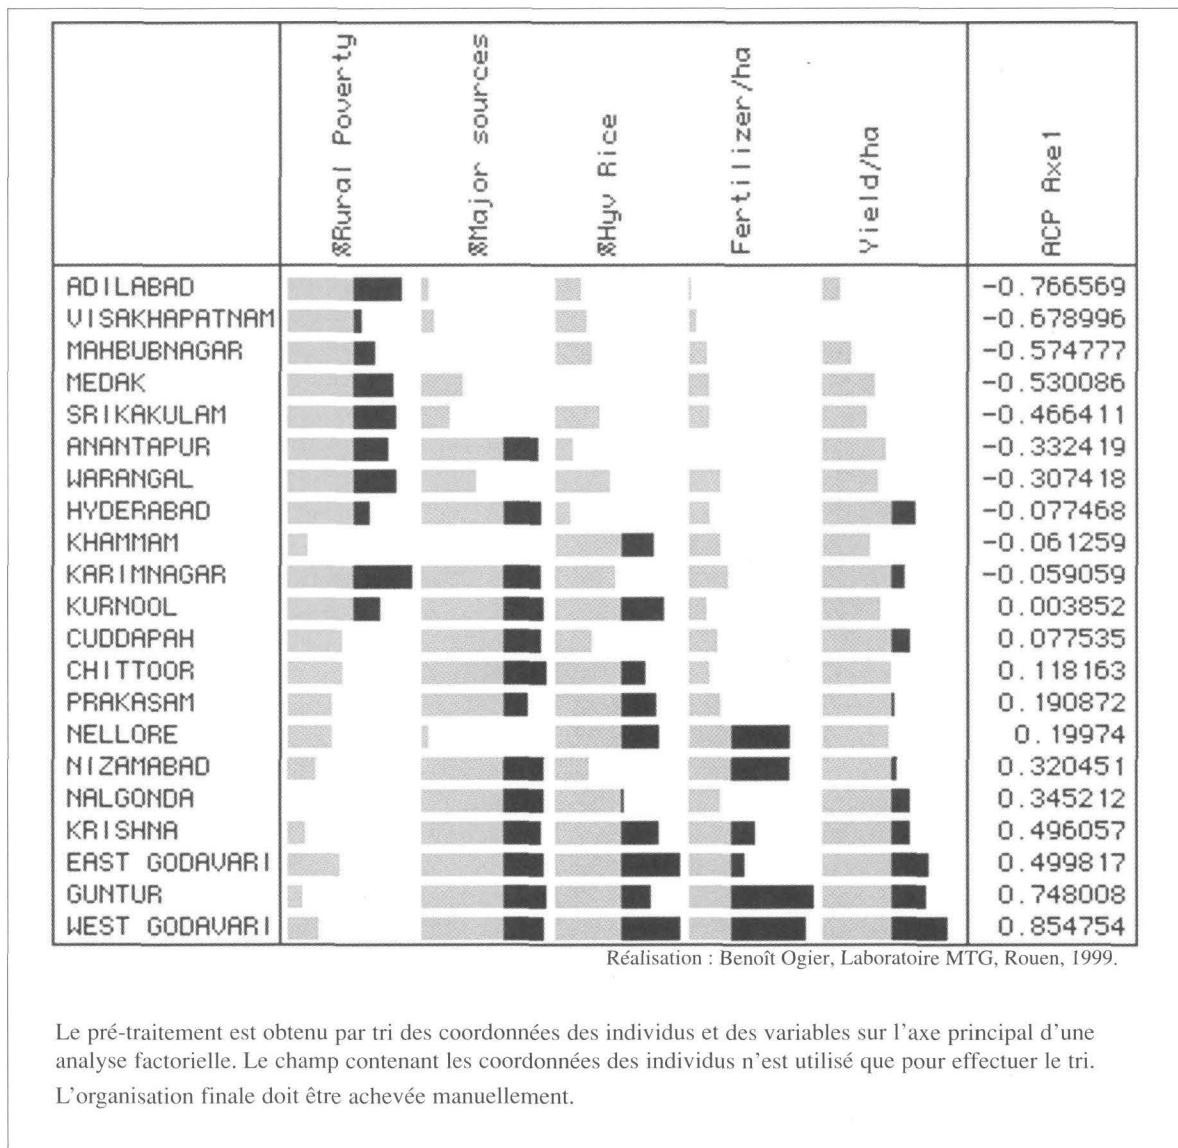 %Rural Poverty
%Major sources
%Hyv Rice
Fertilizer/ha
Yield/ha
ACP Axe1
ADILABAD -0.766569
VISAKHAPATNAM -0.678996
MAHBUBNAGAR -0.574777
MEDAK -0.530086
SRIKAKULAM -0.466411
ANANTAPUR -0.332419
WARANGAL -0.307418
HYDERABAD -0.077468
KHAMMAM -0.061259
KARIMNAGAR -0.059059
KURNOOL 0.003852
CUDDAPAH 0.077535
CHITTOOR 0.118163
PRAKASAM 0.190872
NELLORE 0.19974
NIZAMABAD 0.320451
NALGONDA 0.345212
KRISHNA 0.496057
EAST GODAVARI 0.499817
GUNTUR 0.748008
WEST GODAVARI 0.854754
Réalisation : Benoît Ogier, Laboratoire MTG, Rouen, 1999.
Le pré-traitement est obtenu par tri des coordonnées des individus et des variables sur l'axe principal d'une
analyse factorielle. Le champ contenant les coordonnées des individus n'est utilisé que pour effectuer le tri.
L'organisation finale doit être achevée manuellement.